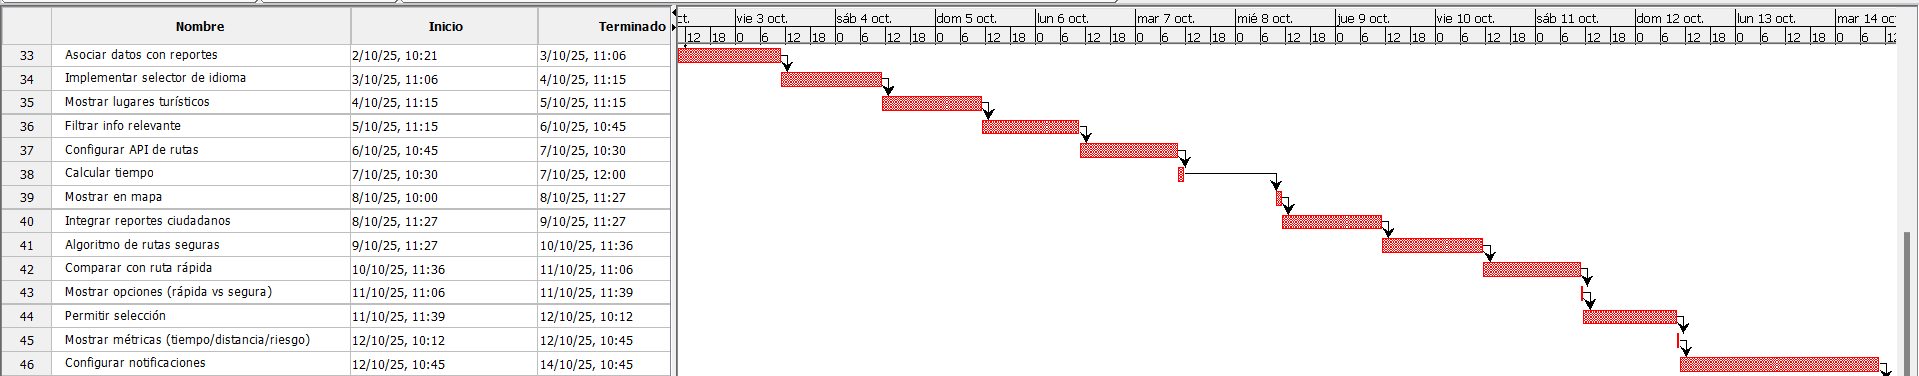 Nombre Inicio Terminado
ct. vie 3 oct. sáb 4 oct. dom 5 oct. lun 6 oct. mar 7 oct. mié 8 oct. jue 9 oct. vie 10 oct. sáb 11 oct. dom 12 oct. lun 13 oct. mar 14 oct
12 18 0 6 12 18 0 6 12 18 0 6 12 18 0 6 12 18 0 6 12 18 0 6 12 18 0 6 12 18 0 6 12 18 0 6 12 18 0 6 12 18 0 6 12 18 0 6 12
33 Asociar datos con reportes 2/10/25, 10:21 3/10/25, 11:06
34 Implementar selector de idioma 3/10/25, 11:06 4/10/25, 11:15
35 Mostrar lugares turísticos 4/10/25, 11:15 5/10/25, 11:15
36 Filtrar info relevante 5/10/25, 11:15 6/10/25, 10:45
37 Configurar API de rutas 6/10/25, 10:45 7/10/25, 10:30
38 Calcular tiempo 7/10/25, 10:30 7/10/25, 12:00
39 Mostrar en mapa 8/10/25, 10:00 8/10/25, 11:27
40 Integrar reportes ciudadanos 8/10/25, 11:27 9/10/25, 11:27
41 Algoritmo de rutas seguras 9/10/25, 11:27 10/10/25, 11:36
42 Comparar con ruta rápida 10/10/25, 11:36 11/10/25, 11:06
43 Mostrar opciones (rápida vs segura) 11/10/25, 11:06 11/10/25, 11:39
44 Permitir selección 11/10/25, 11:39 12/10/25, 10:12
45 Mostrar métricas (tiempo/distancia/riesgo) 12/10/25, 10:12 12/10/25, 10:45
46 Configurar notificaciones 12/10/25, 10:45 14/10/25, 10:45